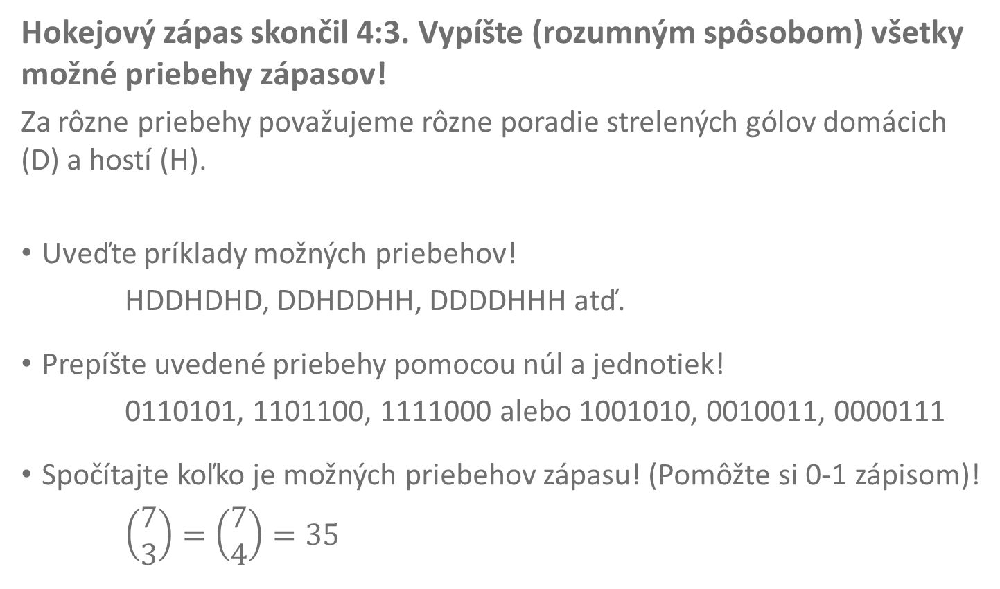 Hokejový zápas skončil 4:3. Vypíšte (rozumným spôsobom) všetky
možné priebehy zápasov!
Za rôzne priebehy považujeme rôzne poradie strelených gólov domácich
(D) a hostí (H).
• Uveďte príklady možných priebehov!
HDDHDHD, DDHDDHH, DDDDHHH atď.
• Prepíšte uvedené priebehy pomocou núl a jednotiek!
0110101, 1101100, 1111000 alebo 1001010, 0010011, 0000111
• Spočítajte koľko je možných priebehov zápasu! (Pomôžte si 0-1 zápisom)!
(7 3) = (7 4) = 35